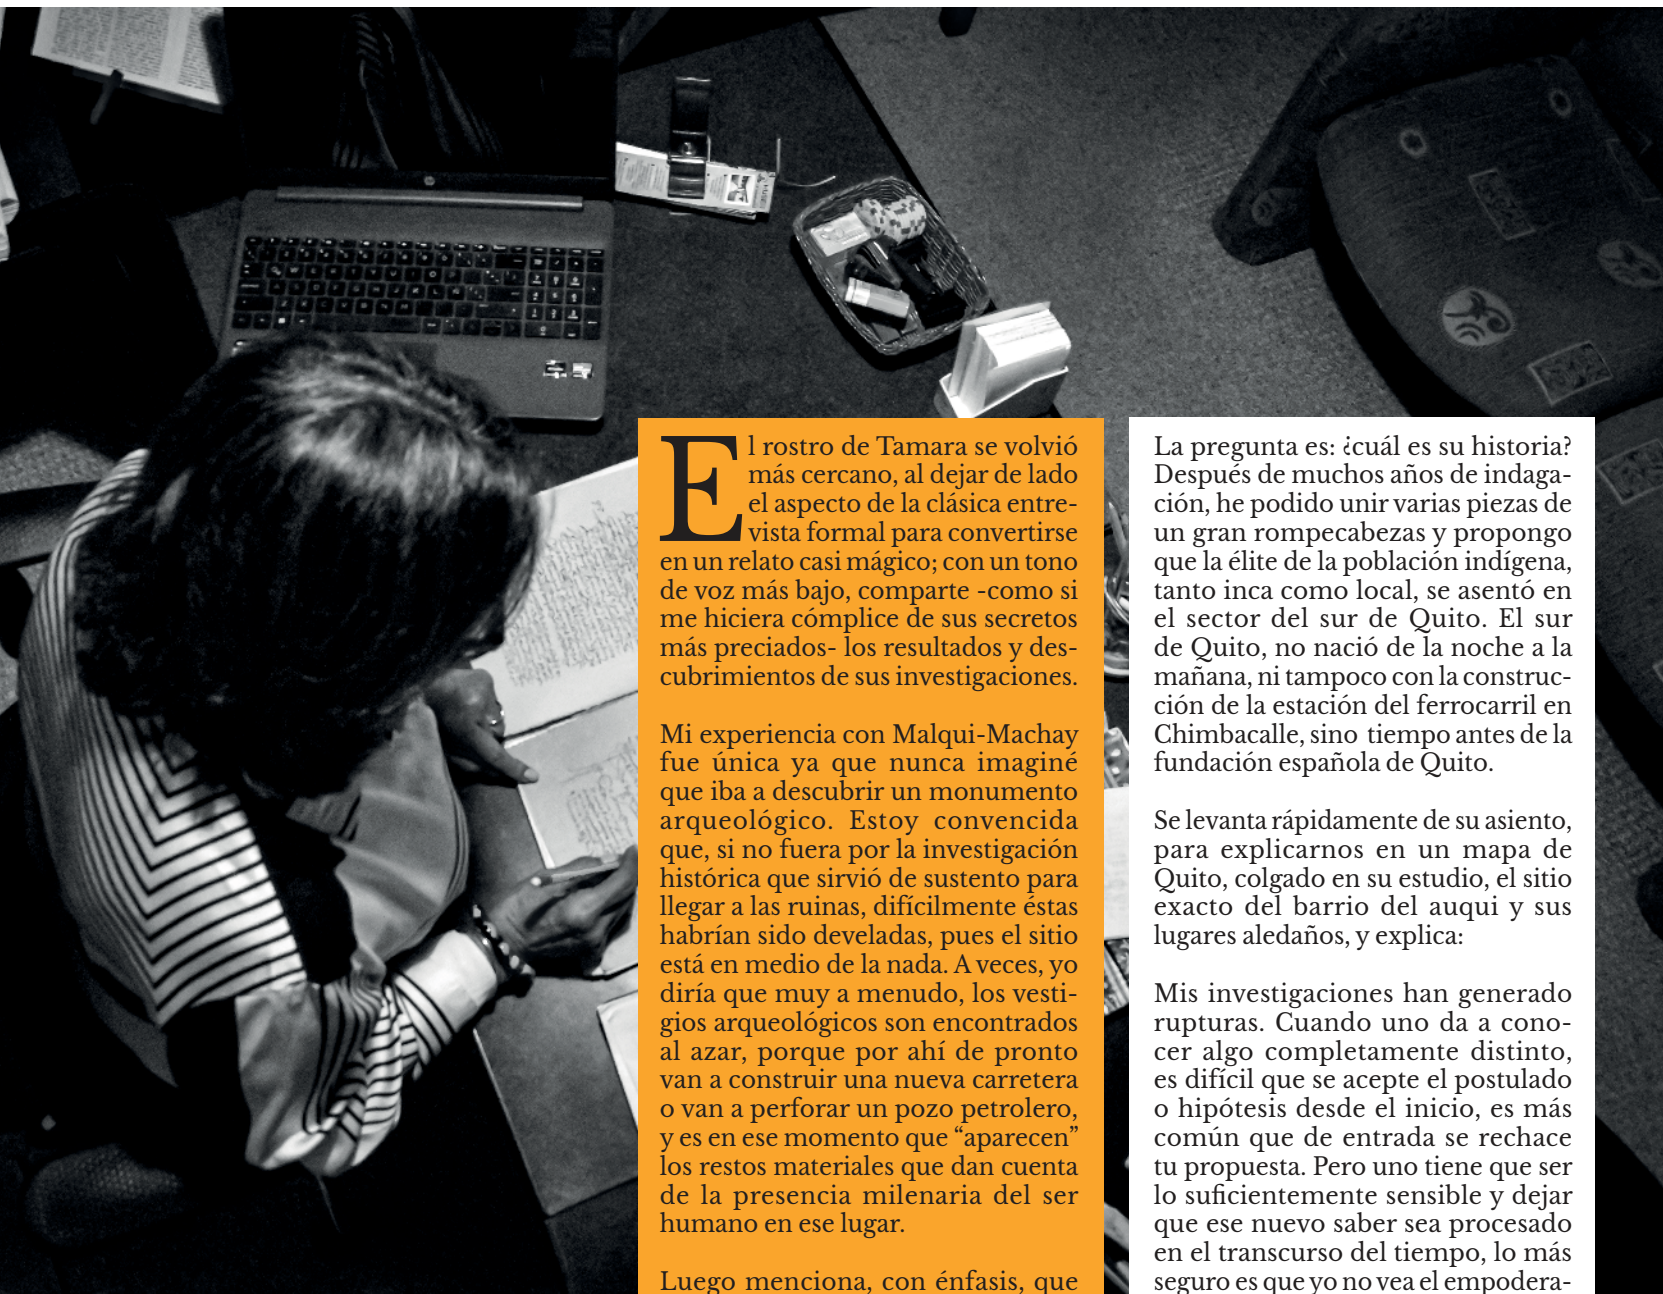 El rostro de Tamara se volvió
más cercano, al dejar de lado
el aspecto de la clásica entre-
vista formal para convertirse
en un relato casi mágico; con un tono
de voz más bajo, comparte -como si
me hiciera cómplice de sus secretos
más preciados- los resultados y des-
cubrimientos de sus investigaciones.
Mi experiencia con Malqui-Machay
fue única ya que nunca imaginé
que iba a descubrir un monumento
arqueológico. Estoy convencida
que, si no fuera por la investigación
histórica que sirvió de sustento para
llegar a las ruinas, difícilmente éstas
habrían sido develadas, pues el sitio
está en medio de la nada. A veces, yo
diría que muy a menudo, los vesti-
gios arqueológicos son encontrados
al azar, porque por ahí de pronto
van a construir una nueva carretera
o van a perforar un pozo petrolero,
y es en ese momento que “aparecen”
los restos materiales que dan cuenta
de la presencia milenaria del ser
humano en ese lugar.
Luego menciona, con énfasis, que
La pregunta es: ¿cuál es su historia?
Después de muchos años de indaga-
ción, he podido unir varias piezas de
un gran rompecabezas y propongo
que la élite de la población indígena,
tanto inca como local, se asentó en
el sector del sur de Quito. El sur
de Quito, no nació de la noche a la
mañana, ni tampoco con la construc-
ción de la estación del ferrocarril en
Chimbacalle, sino tiempo antes de la
fundación española de Quito.
Se levanta rápidamente de su asiento,
para explicarnos en un mapa de
Quito, colgado en su estudio, el sitio
exacto del barrio del auqui y sus
lugares aledaños, y explica:
Mis investigaciones han generado
rupturas. Cuando uno da a cono-
cer algo completamente distinto,
es difícil que se acepte el postulado
o hipótesis desde el inicio, es más
común que de entrada se rechace
tu propuesta. Pero uno tiene que ser
lo suficientemente sensible y dejar
que ese nuevo saber sea procesado
en el transcurso del tiempo, lo más
seguro es que yo no vea el empodera-